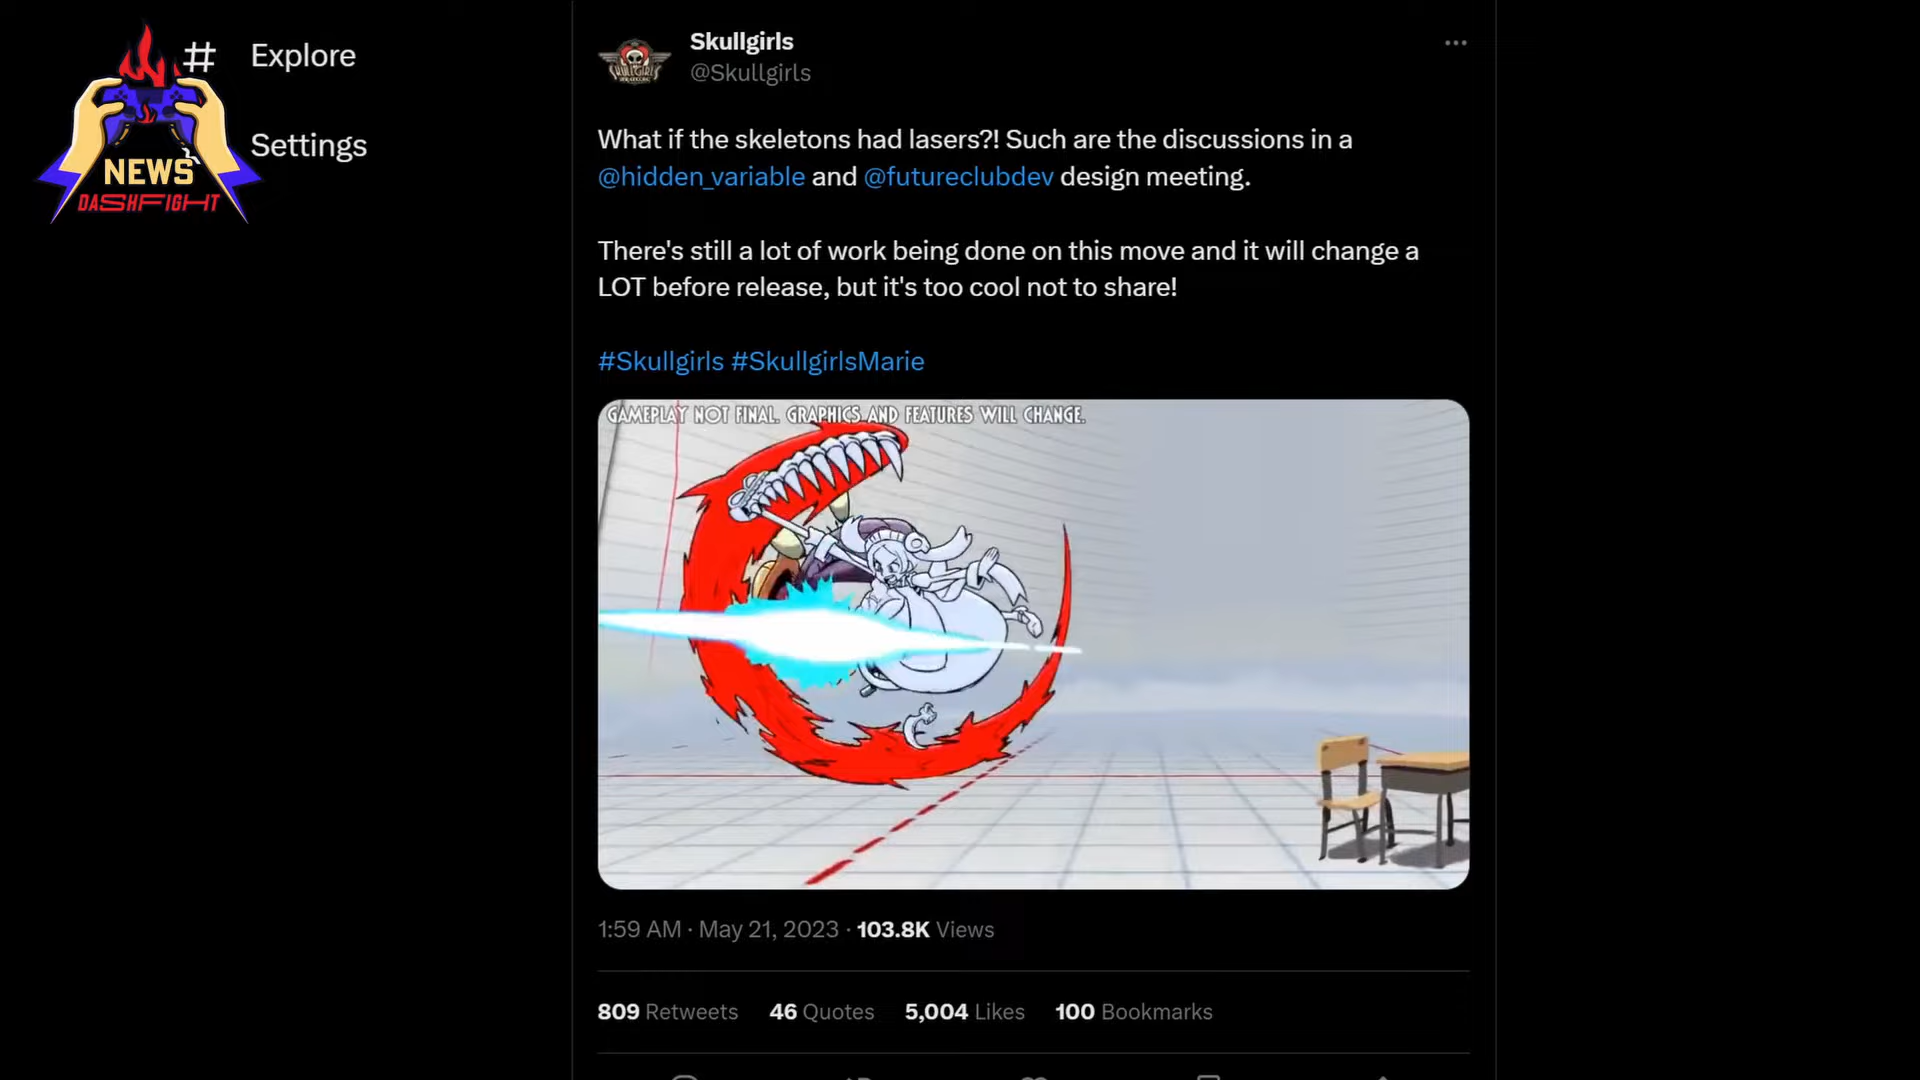 # Explore
Settings
NEWS
DASHFIGHT
Skullgirls
@Skullgirls
What if the skeletons had lasers?! Such are the discussions in a
@hidden_variable and @futureclubdev design meeting.
There's still a lot of work being done on this move and it will change a
LOT before release, but it's too cool not to share!
#Skullgirls #SkullgirlsMarie
GAMEPLAY NOT FINAL. GRAPHICS AND FEATURES WILL CHANGE.
1:59 AM · May 21, 2023 · 103.8K Views
809 Retweets 46 Quotes 5,004 Likes 100 Bookmarks